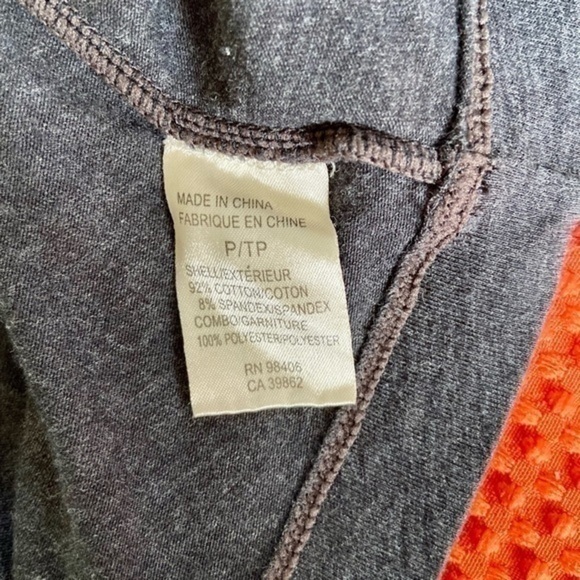 MADE IN CHINA
FABRIQUE EN CHINE
P/TP
SHELL/EXTÉRIEUR
92% COTTON/COTON
8% SPANDEX/SPANDEX
COMBO/GARNITURE
100% POLYESTER/POLYESTER
RN 98406
CA 39862